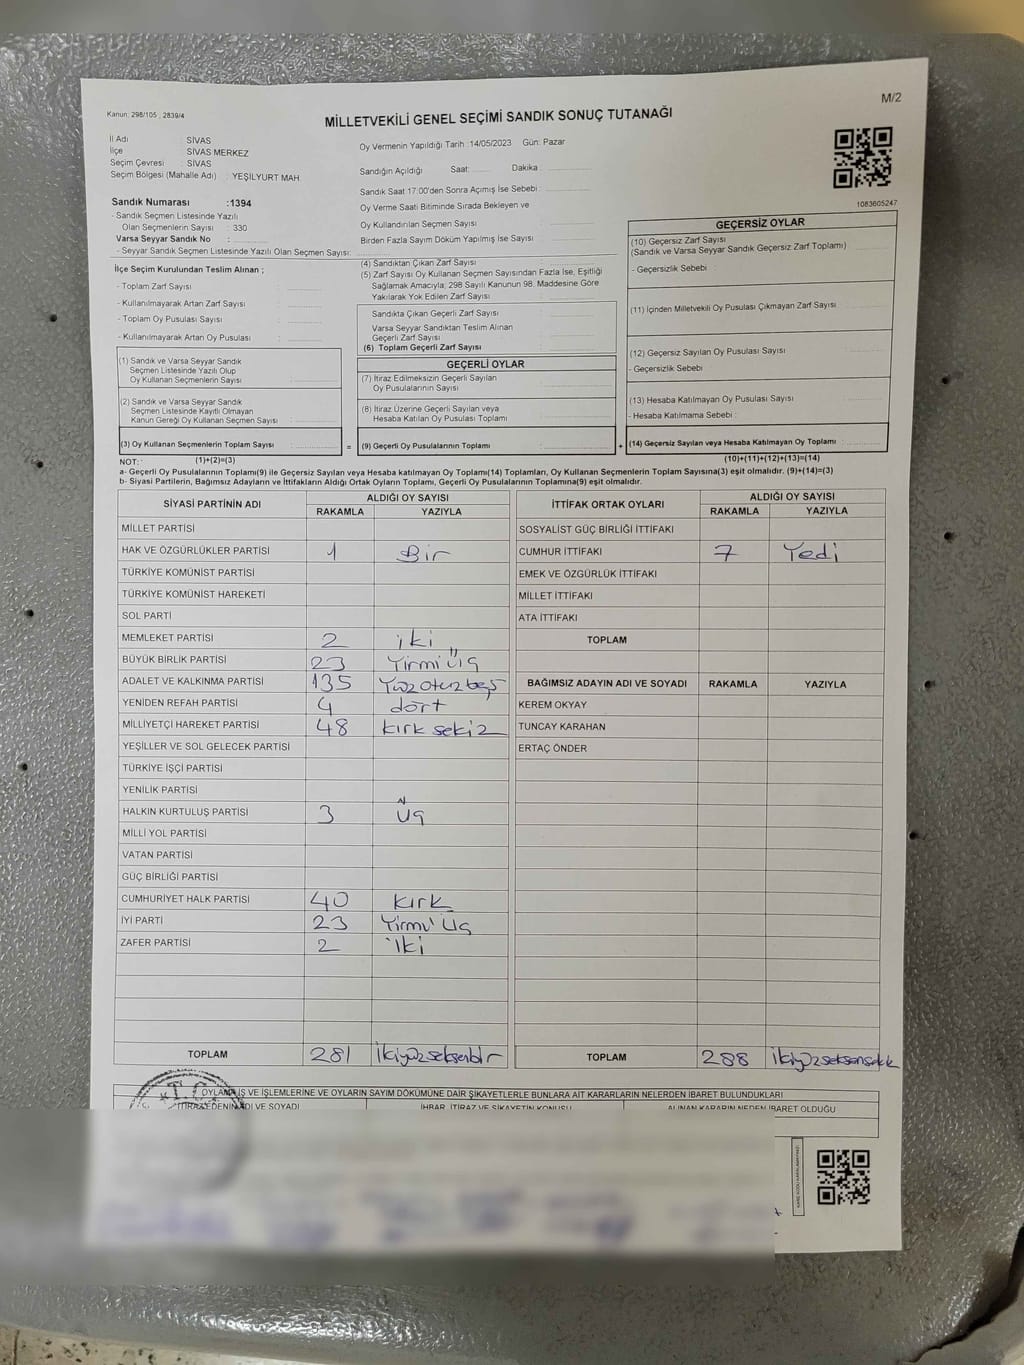 M/2
Kanun: 298/105 ; 2839/4
MİLLETVEKİLİ GENEL SEÇİMİ SANDIK SONUÇ TUTANAĞI
İl Adı : SİVAS
İlçe : SİVAS MERKEZ
Seçim Çevresi : SİVAS
Seçim Bölgesi (Mahalle Adı) : YEŞİLYURT MAH.
Sandık Numarası :1394
- Sandık Seçmen Listesinde Yazılı
Olan Seçmenlerin Sayısı : 330
Varsa Seyyar Sandık No :
- Seyyar Sandık Seçmen Listesinde Yazılı Olan Seçmen Sayısı:
Oy Vermenin Yapıldığı Tarih :14/05/2023 Gün: Pazar
Sandığın Açıldığı Saat: Dakika
Sandık Saat 17:00'den Sonra Açımış İse Sebebi :
Oy Verme Saati Bitiminde Sırada Bekleyen ve
Oy Kullandırılan Seçmen Sayısı :
Birden Fazla Sayım Döküm Yapılmış İse Sayısı :
1083605247
İlçe Seçim Kurulundan Teslim Alınan ;
- Toplam Zarf Sayısı :
- Kullanılmayarak Artan Zarf Sayısı :
- Toplam Oy Pusulası Sayısı :
- Kullanılmayarak Artan Oy Pusulası :
(1) Sandık ve Varsa Seyyar Sandık
Seçmen Listesinde Yazılı Olup
Oy Kullanan Seçmenlerin Sayısı :
(2) Sandık ve Varsa Seyyar Sandık
Seçmen Listesinde Kayıtlı Olmayan
Kanun Gereği Oy Kullanan Seçmen Sayısı :
(3) Oy Kullanan Seçmenlerin Toplam Sayısı :
(1)+(2)=(3)
(4) Sandıktan Çıkan Zarf Sayısı :
(5) Zarf Sayısı Oy Kullanan Seçmen Sayısından Fazla İse, Eşitliği
Sağlamak Amacıyla, 298 Sayılı Kanunun 98. Maddesine Göre
Yakılarak Yok Edilen Zarf Sayısı :
Sandıkta Çıkan Geçerli Zarf Sayısı :
Varsa Seyyar Sandıktan Teslim Alınan
Geçerli Zarf Sayısı :
(6) Toplam Geçerli Zarf Sayısı :
GEÇERLİ OYLAR
(7) İtiraz Edilmeksizin Geçerli Sayılan
Oy Pusulalarının Sayısı :
(8) İtiraz Üzerine Geçerli Sayılan veya
Hesaba Katılan Oy Pusulası Toplamı :
= (9) Geçerli Oy Pusulalarının Toplamı :
GEÇERSİZ OYLAR
(10) Geçersiz Zarf Sayısı
(Sandık ve Varsa Seyyar Sandık Geçersiz Zarf Toplamı)
- Geçersizlik Sebebi :
(11) İçinden Milletvekili Oy Pusulası Çıkmayan Zarf Sayısı
(12) Geçersiz Sayılan Oy Pusulası Sayısı :
- Geçersizlik Sebebi
(13) Hesaba Katılmayan Oy Pusulası Sayısı :
- Hesaba Katılmama Sebebi :
+ (14) Geçersiz Sayılan veya Hesaba Katılmayan Oy Toplamı :
(10)+(11)+(12)+(13)=(14)
NOT:
a- Geçerli Oy Pusulalarının Toplamı(9) ile Geçersiz Sayılan veya Hesaba katılmayan Oy Toplamı(14) Toplamları, Oy Kullanan Seçmenlerin Toplam Sayısına(3) eşit olmalıdır. (9)+(14)=(3)
b- Siyasi Partilerin, Bağımsız Adayların ve İttifakların Aldığı Ortak Oyların Toplamı, Geçerli Oy Pusulalarının Toplamına(9) eşit olmalıdır.
SİYASİ PARTİNİN ADI ALDIĞI OY SAYISI
RAKAMLA YAZIYLA
MİLLET PARTİSİ
HAK VE ÖZGÜRLÜKLER PARTİSİ 1 Bir
TÜRKİYE KOMÜNİST PARTİSİ
TÜRKİYE KOMÜNİST HAREKETİ
SOL PARTİ
MEMLEKET PARTİSİ 2 iki
BÜYÜK BİRLİK PARTİSİ 23 Yirmi Üç
ADALET VE KALKINMA PARTİSİ 135 Yüz otuz beş
YENİDEN REFAH PARTİSİ 4 dört
MİLLİYETÇİ HAREKET PARTİSİ 48 kırk sekiz
YEŞİLLER VE SOL GELECEK PARTİSİ
TÜRKİYE İŞÇİ PARTİSİ
YENİLİK PARTİSİ
HALKIN KURTULUŞ PARTİSİ 3 Üç
MİLLİ YOL PARTİSİ
VATAN PARTİSİ
GÜÇ BİRLİĞİ PARTİSİ
CUMHURİYET HALK PARTİSİ 40 kırk
İYİ PARTİ 23 Yirmi Üç
ZAFER PARTİSİ 2 iki
TOPLAM 281 ikiyüzseksenbir
İTTİFAK ORTAK OYLARI ALDIĞI OY SAYISI
RAKAMLA YAZIYLA
SOSYALİST GÜÇ BİRLİĞİ İTTİFAKI
CUMHUR İTTİFAKI 7 Yedi
EMEK VE ÖZGÜRLÜK İTTİFAKI
MİLLET İTTİFAKI
ATA İTTİFAKI
TOPLAM
BAĞIMSIZ ADAYIN ADI VE SOYADI RAKAMLA YAZIYLA
KEREM OKYAY
TUNCAY KARAHAN
ERTAÇ ÖNDER
TOPLAM 288
T.C.
OYLAMA İŞ VE İŞLEMLERİNE VE OYLARIN SAYIM DÖKÜMÜNE DAİR ŞİKAYETLERLE BUNLARA AİT KARARLARIN NELERDEN İBARET BULUNDUKLARI
İTİRAZ EDENİN ADI VE SOYADI İHBAR, İTİRAZ VE ŞİKAYETİN KONUSU ALINAN KARARIN NEDEN İBARET OLDUĞU